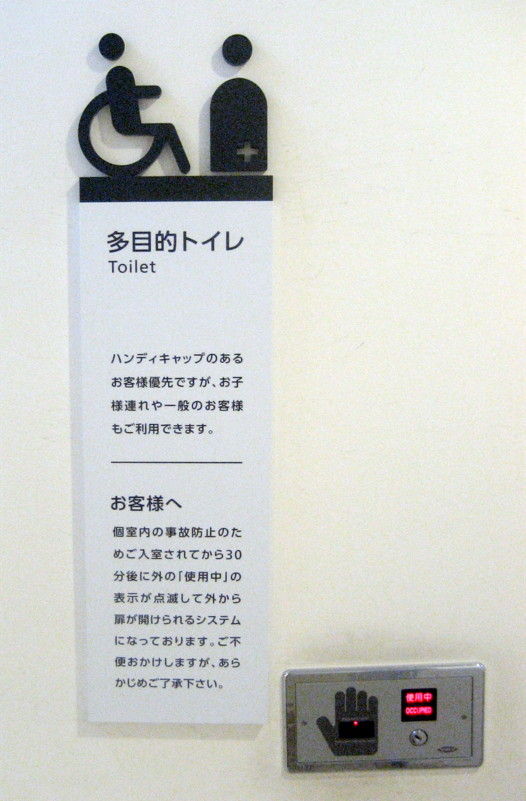 多目的トイレ
Toilet
ハンディキャップのある
お客様優先ですが、お子
様連れや一般のお客様
もご利用できます。
お客様へ
個室内の事故防止のた
めご入室されてから30
分後に外の「使用中」の
表示が点滅して外から
扉が開けられるシステム
になっております。ご不
便おかけしますが、あら
かじめご了承下さい。
使用中
OCCUPIED